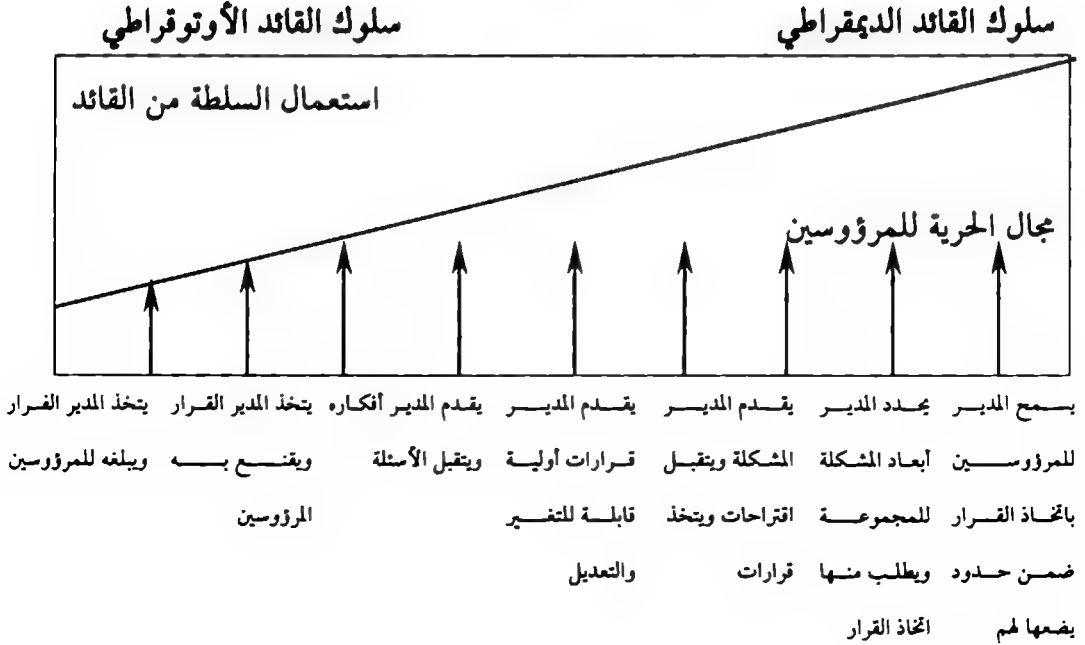 سلوك القائد الديمقراطي
سلوك القائد الأوتوقراطي
استعمال السلطة من القائد
مجال الحرية للمرؤوسين
يسمح المدير
للمرؤوسين
باتخاذ القرار
ضمن حدود
يضعها لهم
يحدد المدير
أبعاد المشكلة
للمجموعة
ويطلب منها
اتخاذ القرار
يقدم المدير
المشكلة ويتقبل
اقتراحات ويتخذ
قرارات
يقدم المدير
قرارات أولية
قابلة للتغير
والتعديل
يقدم المدير أفكاره
ويتقبل الأسئلة
يتخذ المدير القرار
ويقنع به
المرؤوسين
يتخذ المدير القرار
ويبلغه للمرؤوسين